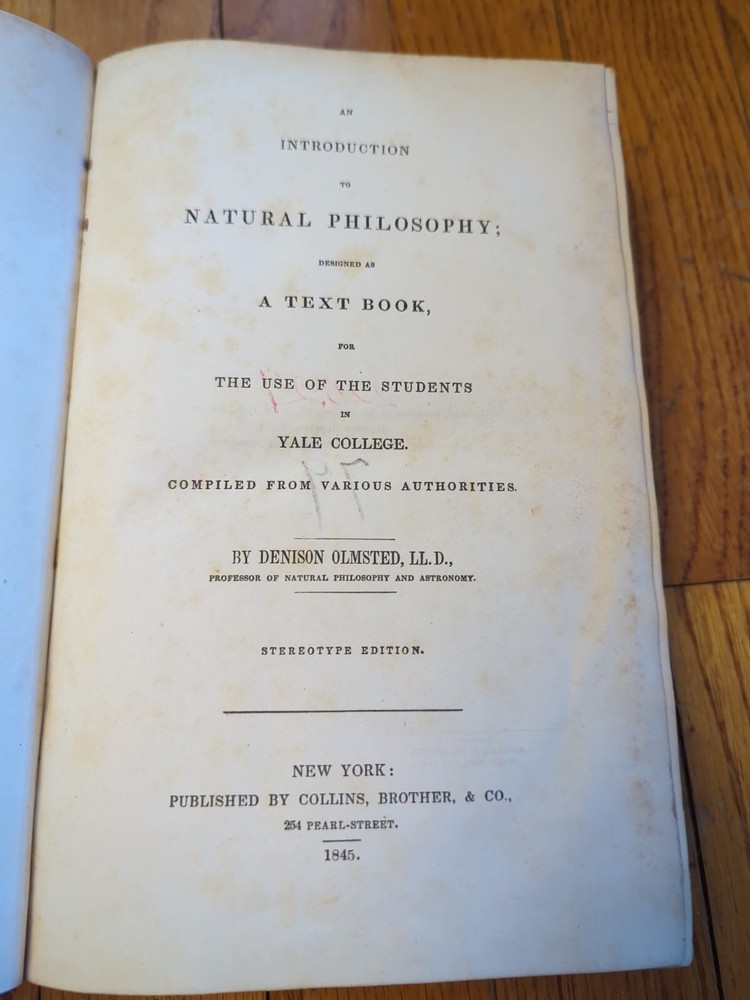 AN
INTRODUCTION
TO
NATURAL PHILOSOPHY;
DESIGNED AS
A TEXT BOOK,
FOR
THE USE OF THE STUDENTS
IN
YALE COLLEGE.
COMPILED FROM VARIOUS AUTHORITIES.
BY DENISON OLMSTED, LL.D.,
PROFESSOR OF NATURAL PHILOSOPHY AND ASTRONOMY.
STEREOTYPE EDITION.
NEW YORK:
PUBLISHED BY COLLINS, BROTHER, & CO.,
254 PEARL-STREET.
1845.